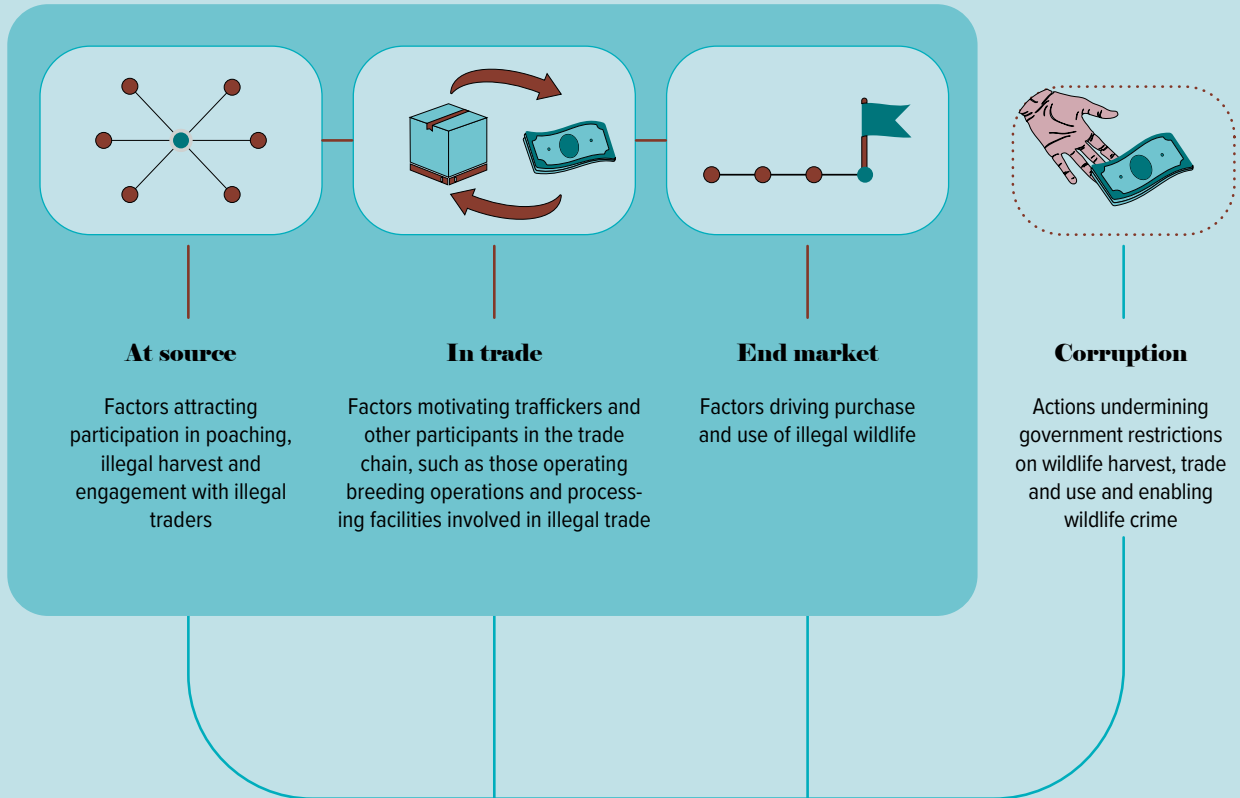 At source
Factors attracting
participation in poaching,
illegal harvest and
engagement with illegal
traders
In trade
Factors motivating traffickers and
other participants in the trade
chain, such as those operating
breeding operations and process-
ing facilities involved in illegal trade
End market
Factors driving purchase
and use of illegal wildlife
Corruption
Actions undermining
government restrictions
on wildlife harvest, trade
and use and enabling
wildlife crime